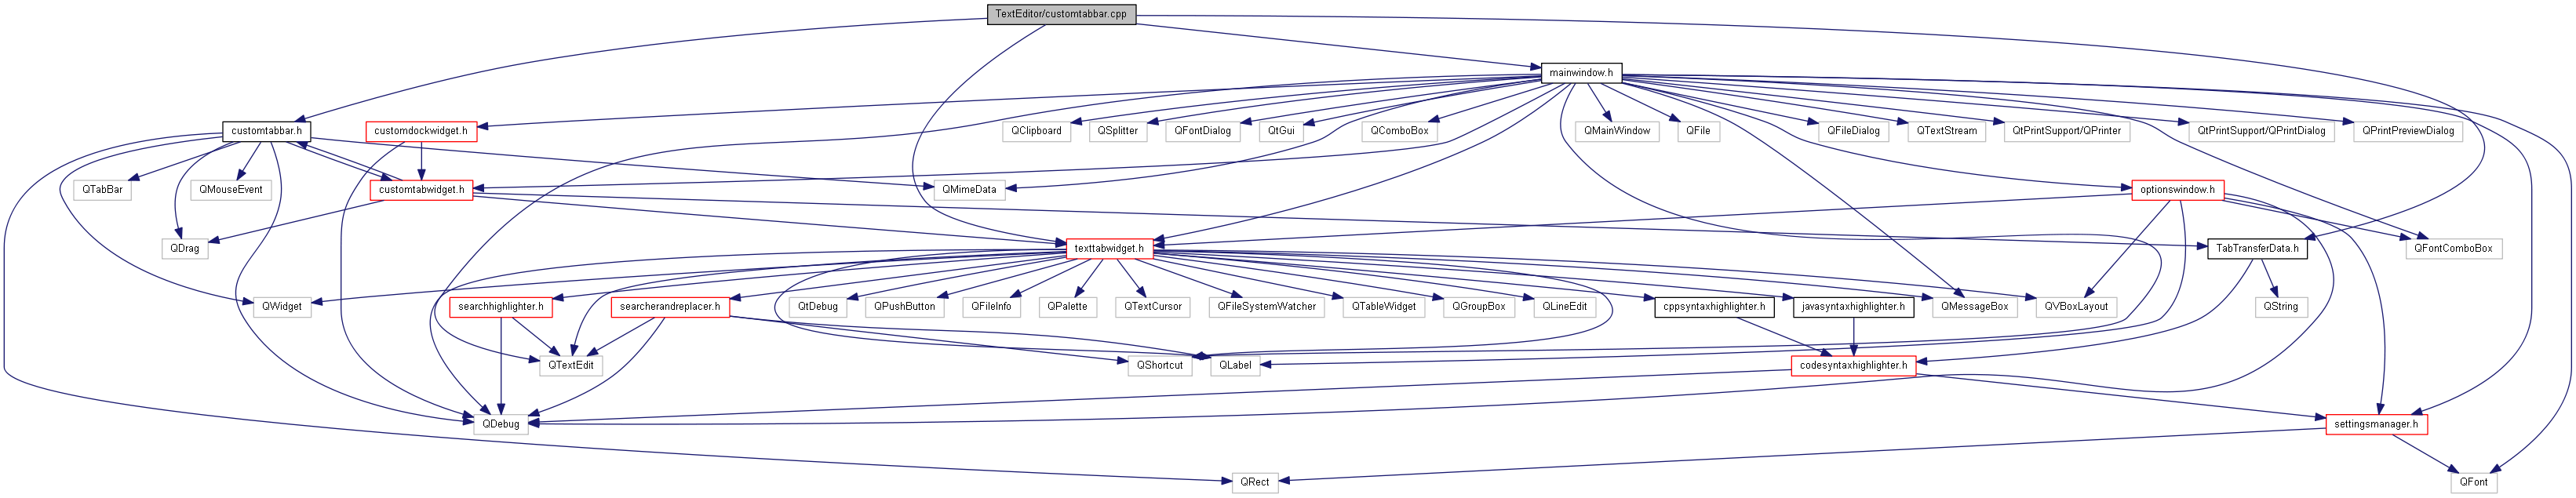 TextEditor/customtabbar.cpp
mainwindow.h
customtabbar.h
customdockwidget.h
QClipboard
QSplitter
QFontDialog
QtGui
QComboBox
QMainWindow
QFile
QFileDialog
QTextStream
QtPrintSupport/QPrinter
QtPrintSupport/QPrintDialog
QPrintPreviewDialog
QTabBar
QMouseEvent
customtabwidget.h
QMimeData
optionswindow.h
QDrag
texttabwidget.h
TabTransferData.h
QFontComboBox
QWidget
searchhighlighter.h
searcherandreplacer.h
QtDebug
QPushButton
QFileInfo
QPalette
QTextCursor
QFileSystemWatcher
QTableWidget
QGroupBox
QLineEdit
cppsyntaxhighlighter.h
javasyntaxhighlighter.h
QMessageBox
QVBoxLayout
QString
QTextEdit
QShortcut
QLabel
codesyntaxhighlighter.h
QDebug
settingsmanager.h
QRect
QFont